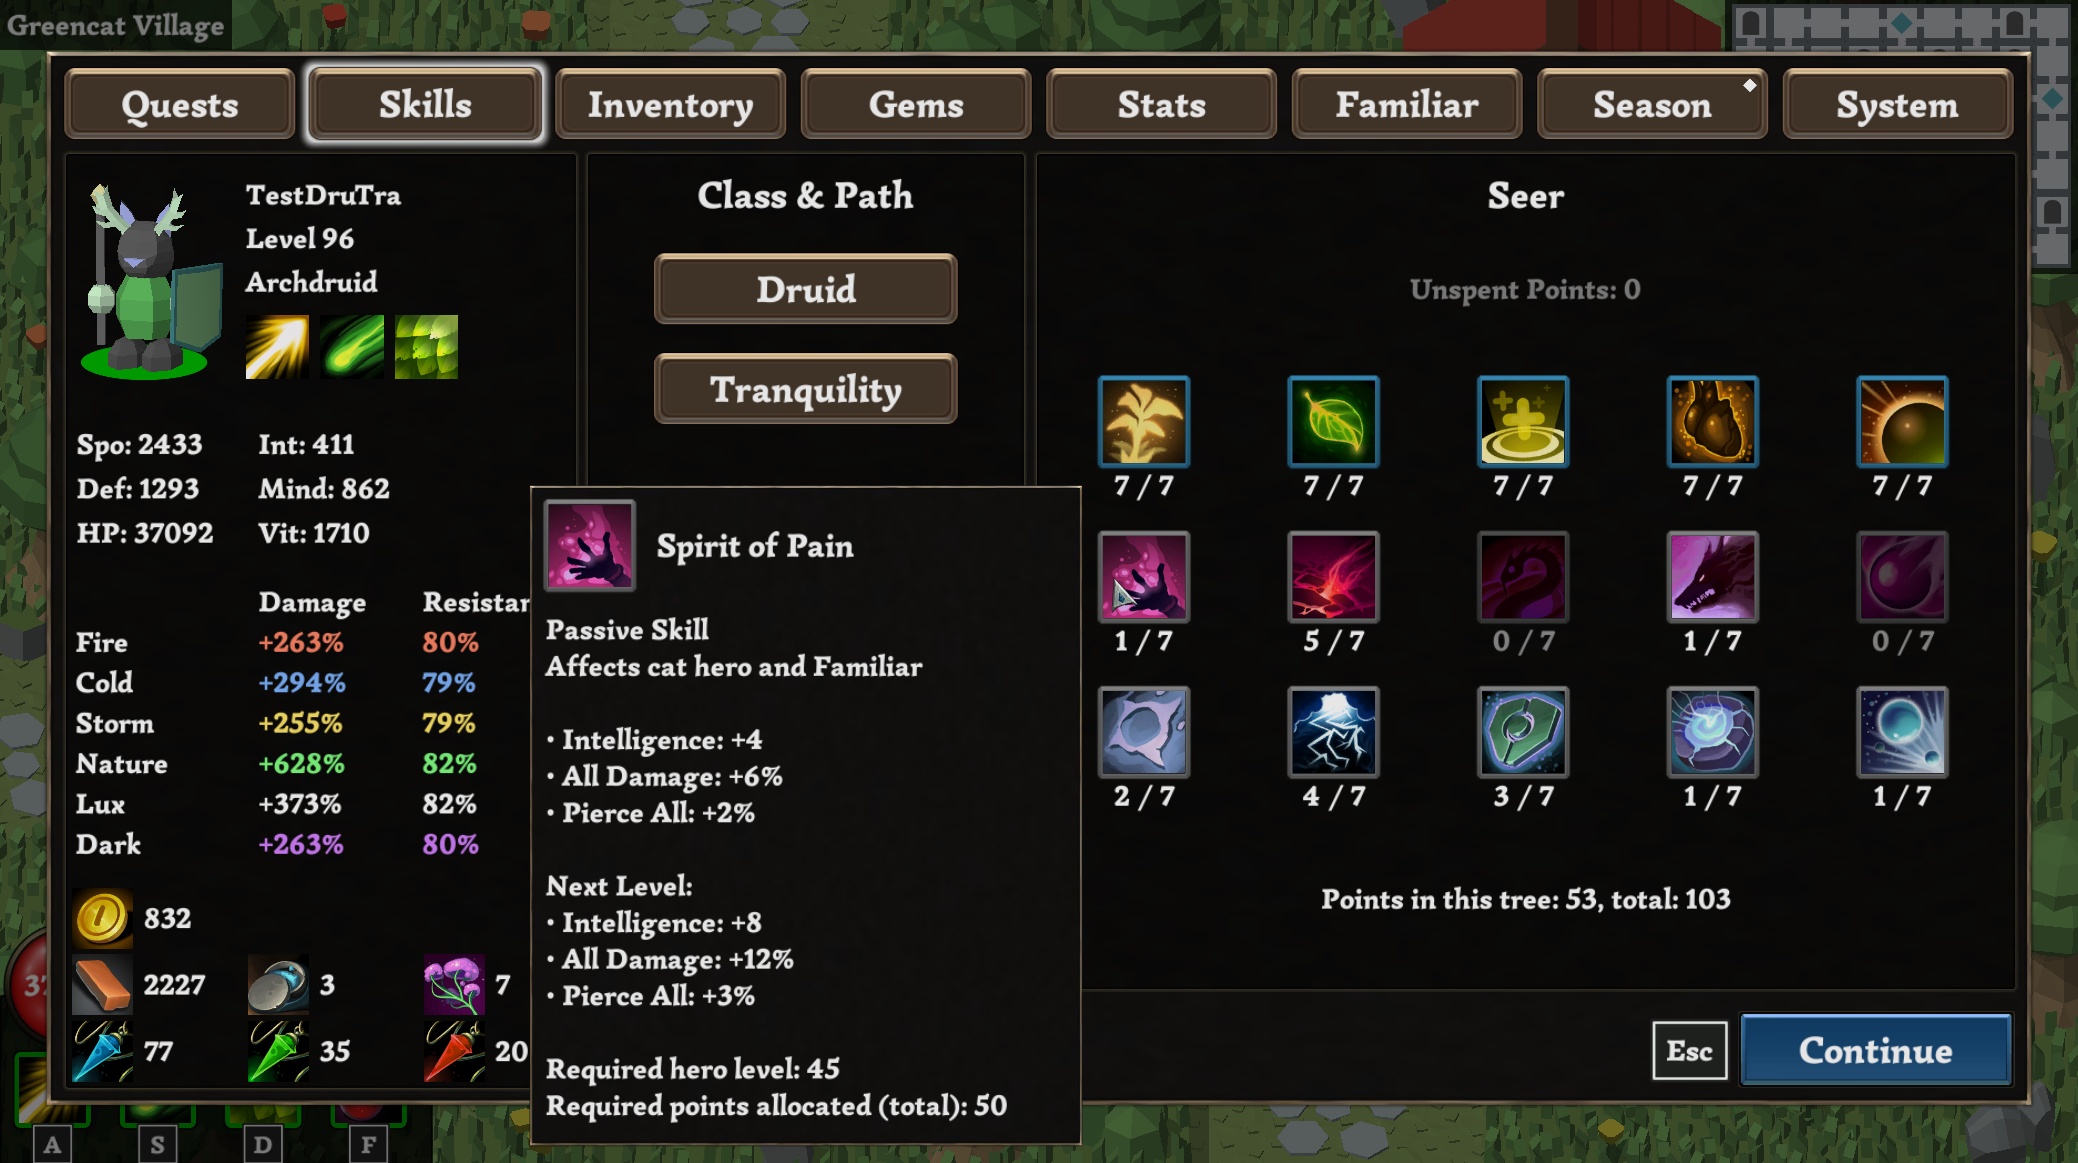 Greencat Village
Quests
Skills
Inventory
Gems
Stats
Familiar
Season
System
TestDruTra
Level 96
Archdruid
Spo: 2433
Int: 411
Def: 1293
Mind: 862
HP: 37092
Vit: 1710
Damage
Resistan
Fire
+263%
80%
Cold
+294%
79%
Storm
+255%
79%
Nature
+628%
82%
Lux
+373%
82%
Dark
+263%
80%
832
2227
3
7
77
35
20
Class & Path
Druid
Tranquility
Spirit of Pain
Passive Skill
Affects cat hero and Familiar
• Intelligence: +4
• All Damage: +6%
• Pierce All: +2%
Next Level:
• Intelligence: +8
• All Damage: +12%
• Pierce All: +3%
Required hero level: 45
Required points allocated (total): 50
Seer
Unspent Points: 0
7 / 7
7 / 7
7 / 7
7 / 7
7 / 7
1 / 7
5 / 7
0 / 7
1 / 7
0 / 7
2 / 7
4 / 7
3 / 7
1 / 7
1 / 7
Points in this tree: 53, total: 103
Esc
Continue
A
S
D
F